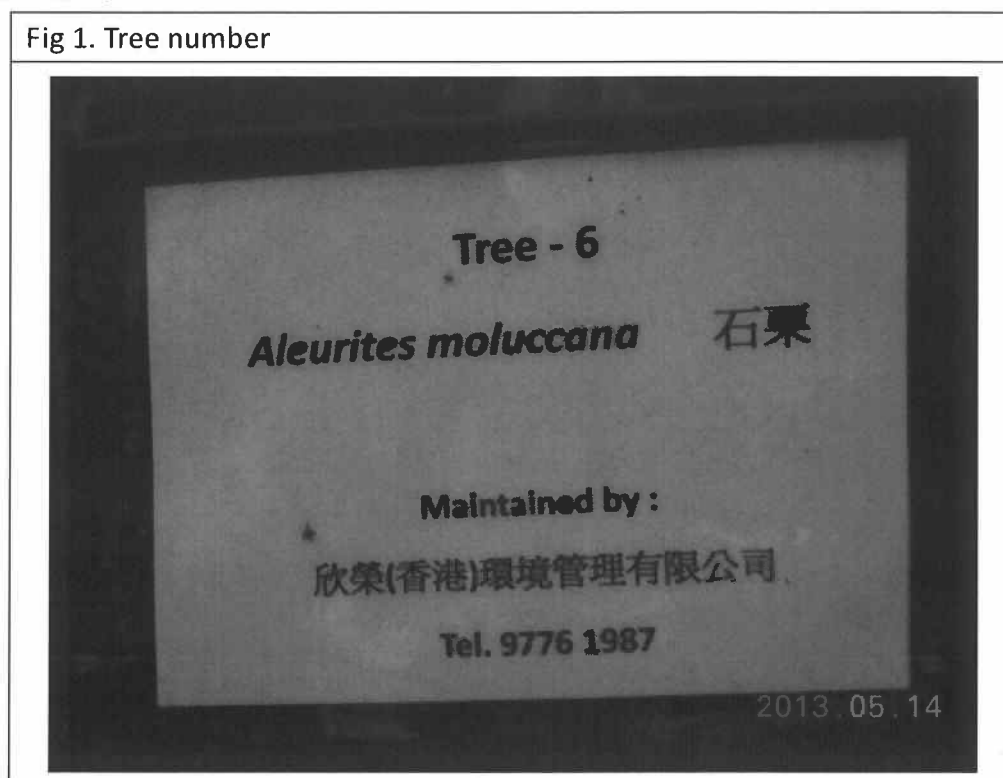 Fig 1. Tree number
Tree - 6
Aleurites moluccana 石栗
Maintained by :
欣榮(香港)環境管理有限公司
Tel. 9776 1987
2013.05.14